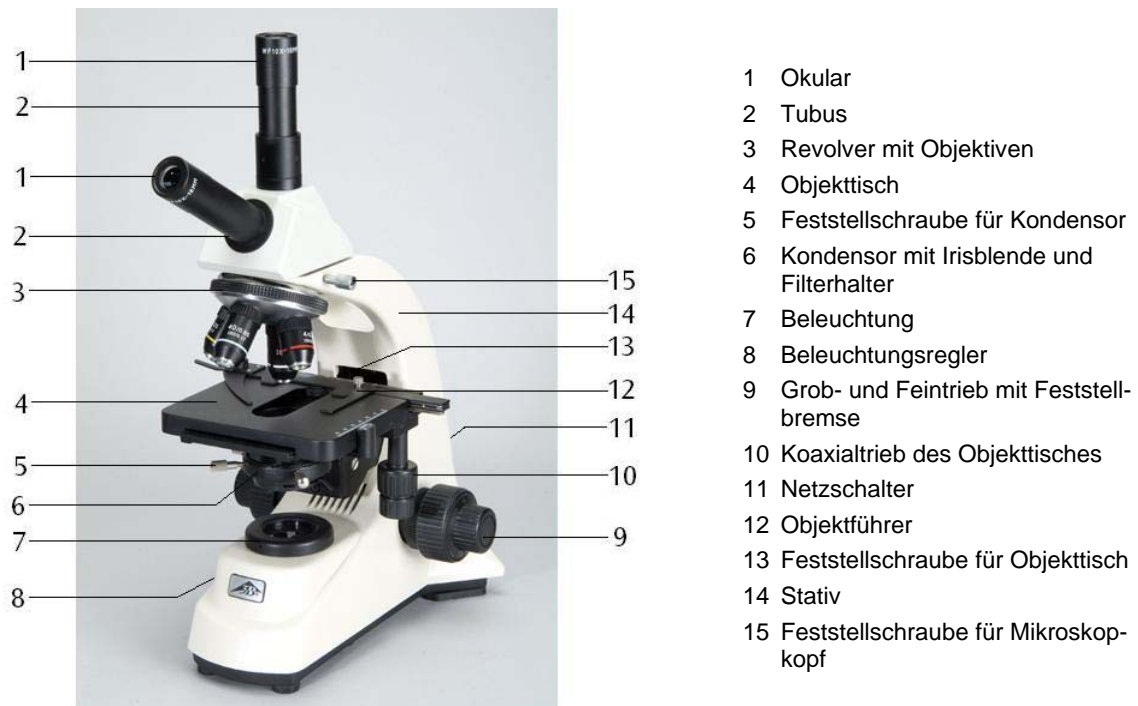 1
2
1
2
3
4
5
6
7
8
15
14
13
12
11
10
9
WF10X-18mm
1 Okular
2 Tubus
3 Revolver mit Objektiven
4 Objekttisch
5 Feststellschraube für Kondensor
6 Kondensor mit Irisblende und
Filterhalter
7 Beleuchtung
8 Beleuchtungsregler
9 Grob- und Feintrieb mit Feststell-
bremse
10 Koaxialtrieb des Objekttisches
11 Netzschalter
12 Objektführer
13 Feststellschraube für Objekttisch
14 Stativ
15 Feststellschraube für Mikroskop-
kopf